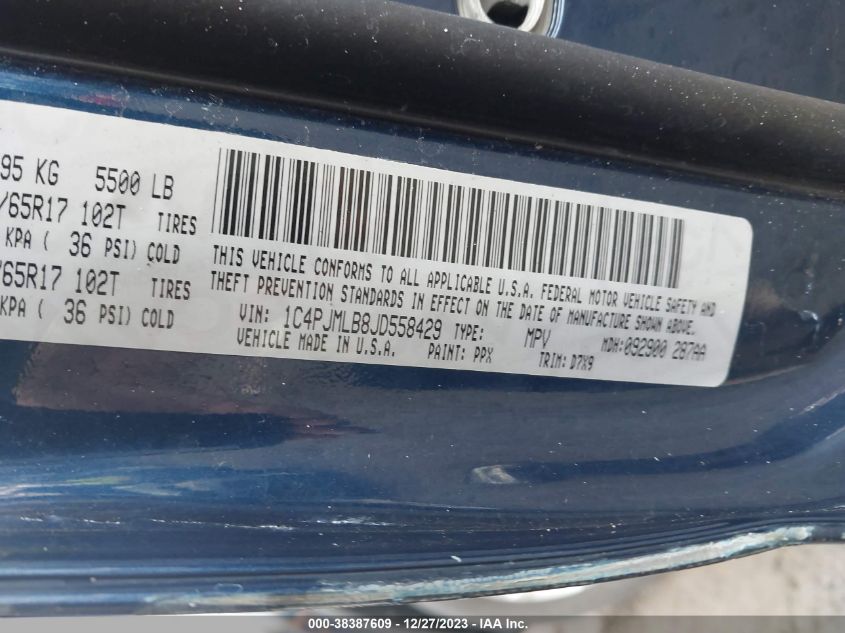 95 KG 5500 LB
/65R17 102T TIRES
KPA ( 36 PSI) COLD
/65R17 102T TIRES
KPA ( 36 PSI) COLD
THIS VEHICLE CONFORMS TO ALL APPLICABLE U.S.A. FEDERAL MOTOR VEHICLE SAFETY AND
THEFT PREVENTION STANDARDS IN EFFECT ON THE DATE OF MANUFACTURE SHOWN ABOVE.
VIN: 1C4PJMLB8JD558429 TYPE: MPV MDH:092900 287AA
VEHICLE MADE IN U.S.A. PAINT: PPX TRIM: D7X9
000-38387609 - 12/27/2023 - IAA Inc.